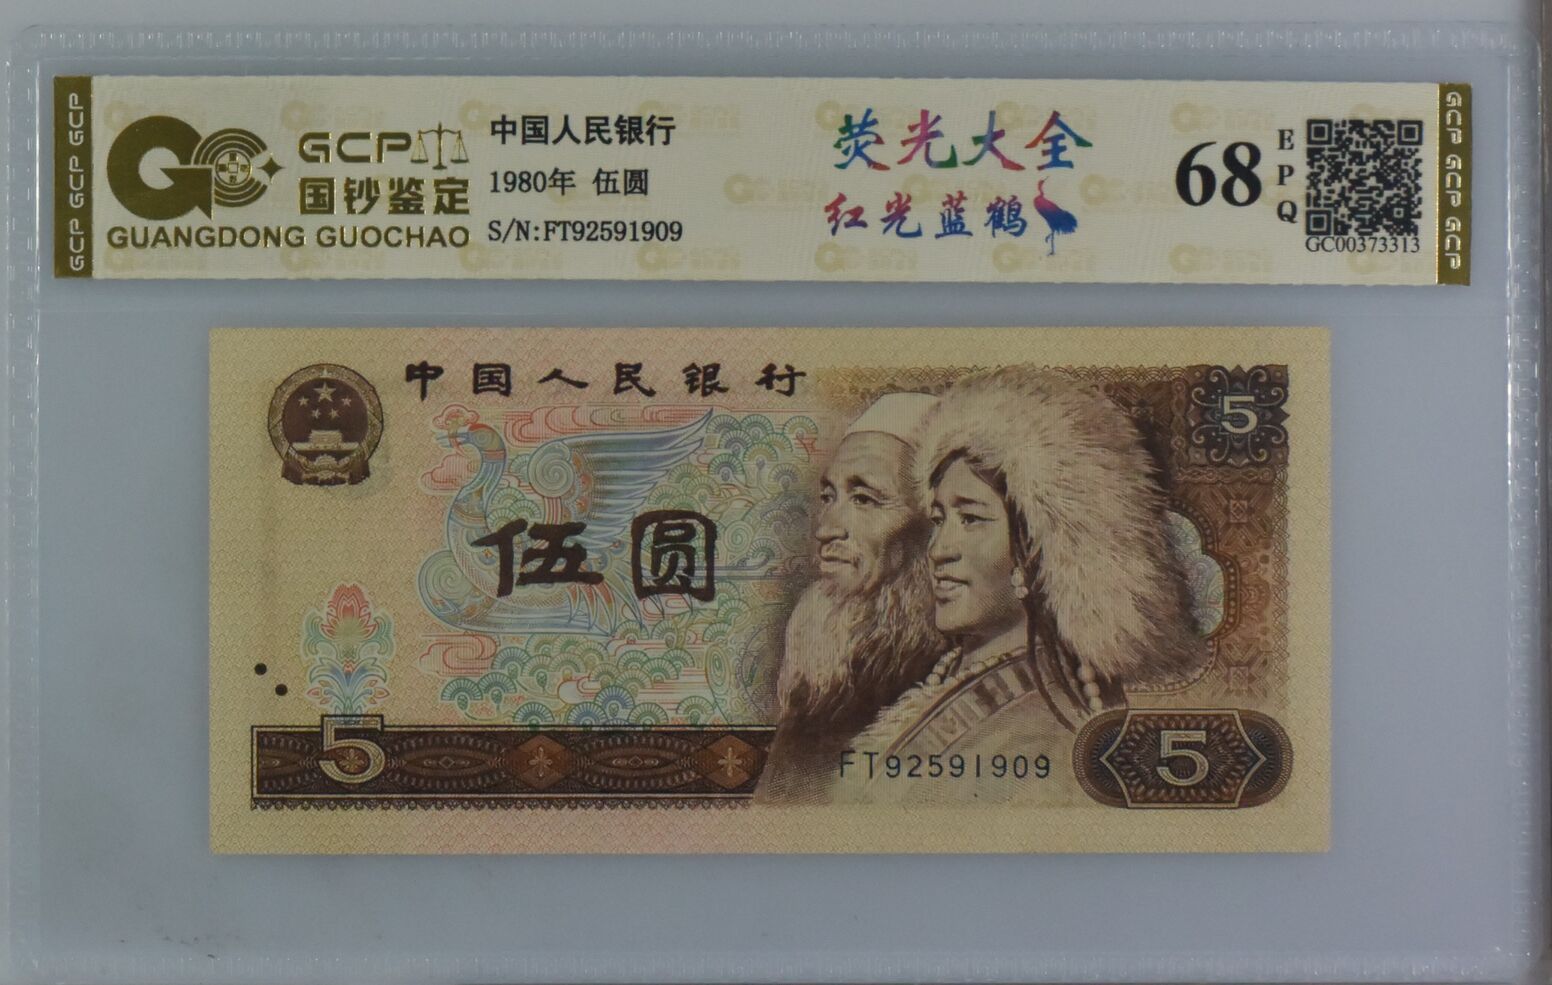 GCP GCP GCP
GCP
国钞鉴定
GUANGDONG GUOCHAO
中国人民银行
1980年 伍圆
S/N:FT92591909
荧光大全
红光蓝鹤
68
EPQ
GC00373313
GCP GCP GCP
中国人民银行
5
伍圆
5
FT92591909
5